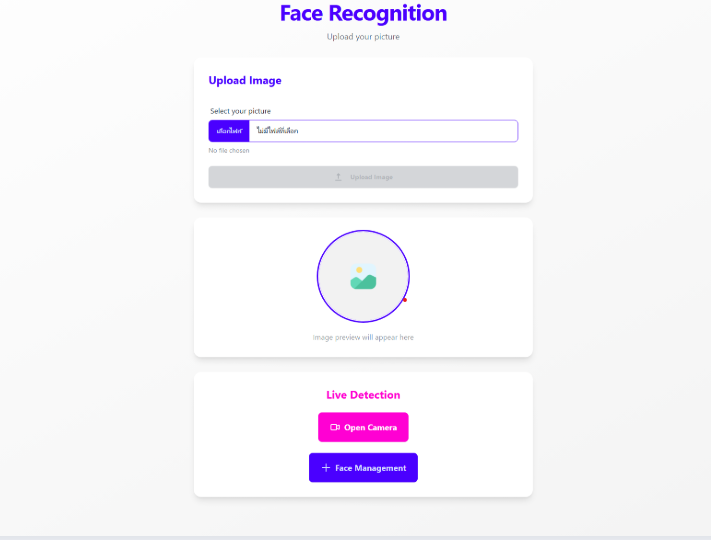 Face Recognition
Upload your picture
Upload Image
Select your picture
เลือกไฟล์ ไม่มีไฟล์ที่เลือก
No file chosen
Upload Image
Image preview will appear here
Live Detection
Open Camera
Face Management